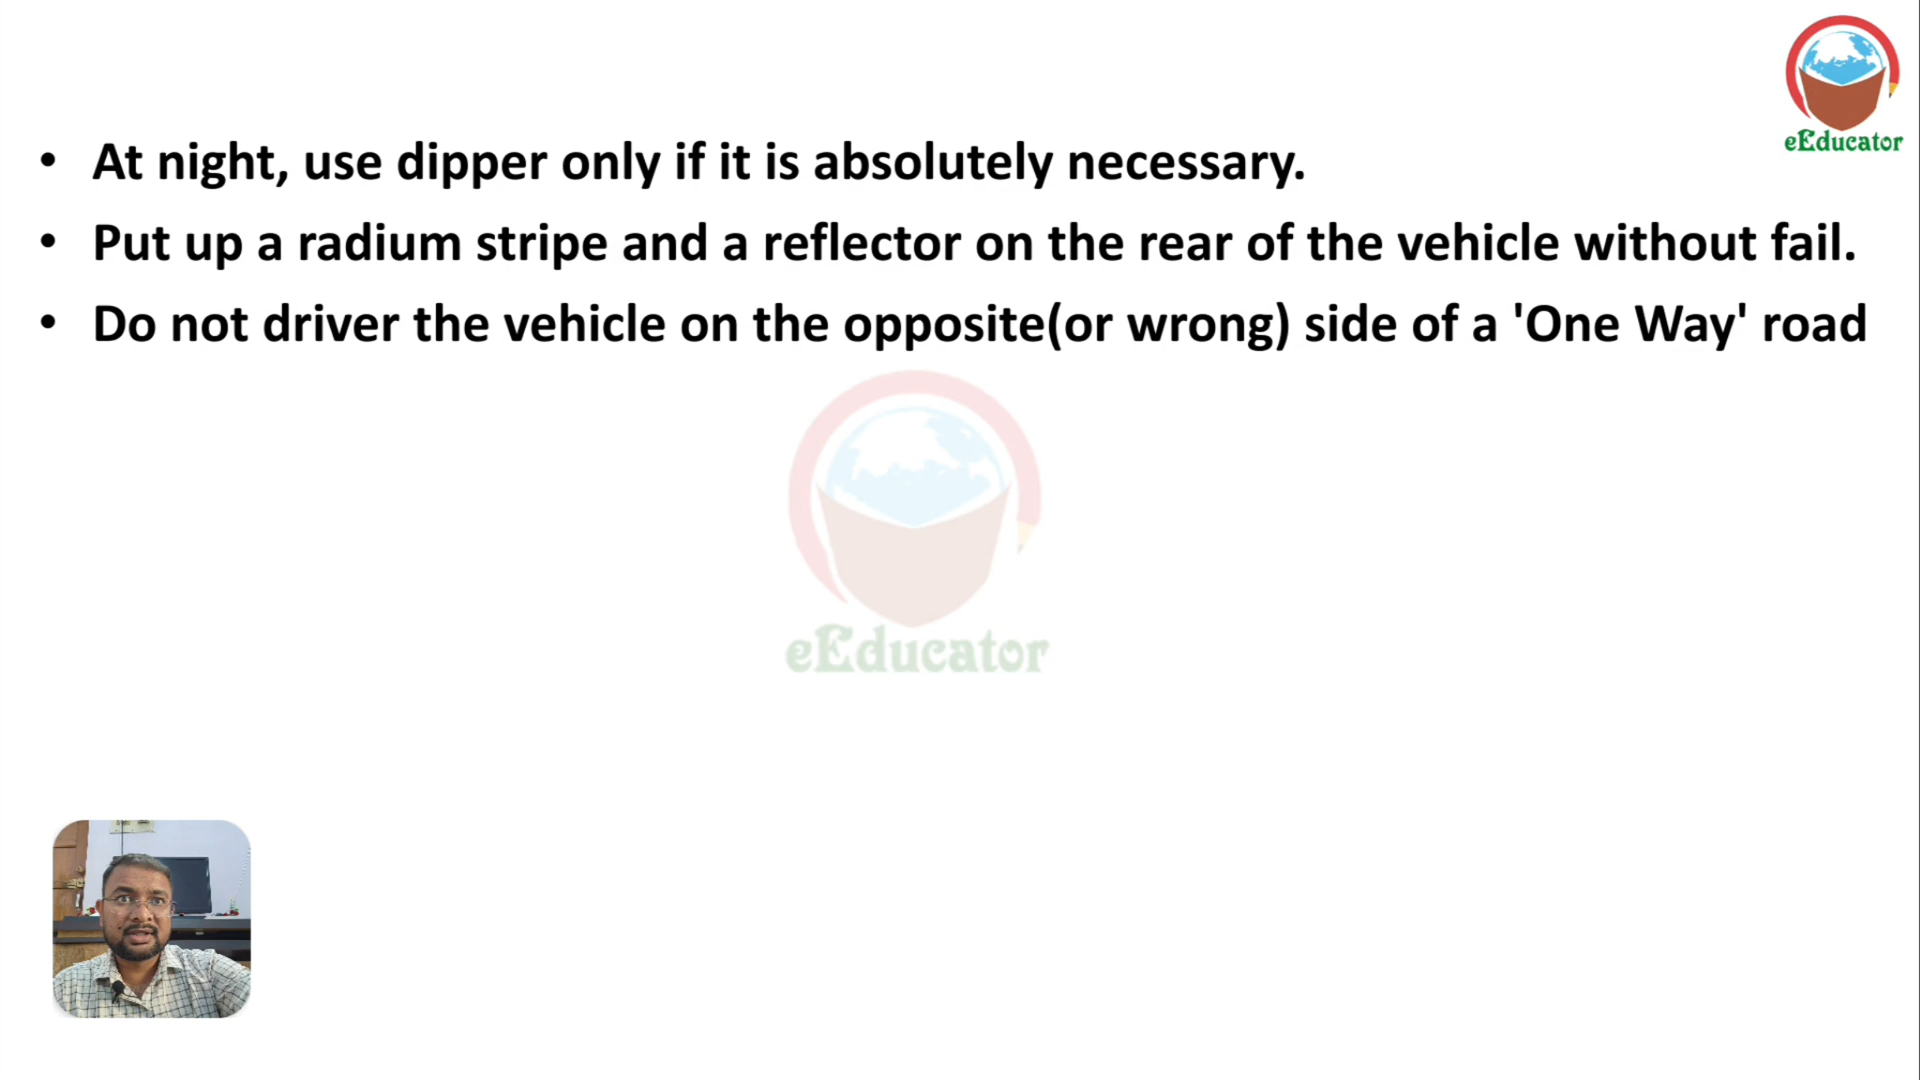 eEducator
• At night, use dipper only if it is absolutely necessary.
• Put up a radium stripe and a reflector on the rear of the vehicle without fail.
• Do not driver the vehicle on the opposite(or wrong) side of a 'One Way' road
eEducator